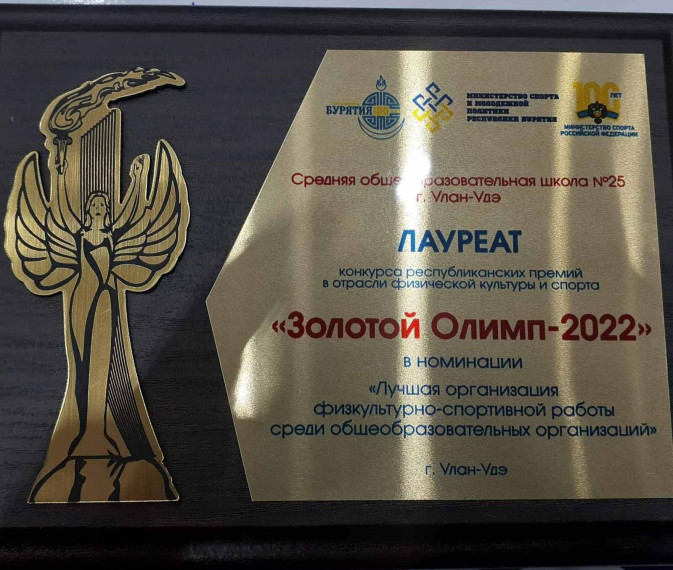 БУРЯТИЯ
МИНИСТЕРСТВО СПОРТА
И МОЛОДЕЖНОЙ
ПОЛИТИКИ
РЕСПУБЛИКИ БУРЯТИЯ
100 ЛЕТ
МИНИСТЕРСТВО СПОРТА
РОССИЙСКОЙ ФЕДЕРАЦИИ
Средняя общеобразовательная школа №25
г. Улан-Удэ
ЛАУРЕАТ
конкурса республиканских премий
в отрасли физической культуры и спорта
«Золотой Олимп-2022»
в номинации
«Лучшая организация
физкультурно-спортивной работы
среди общеобразовательных организаций»
г. Улан-Удэ